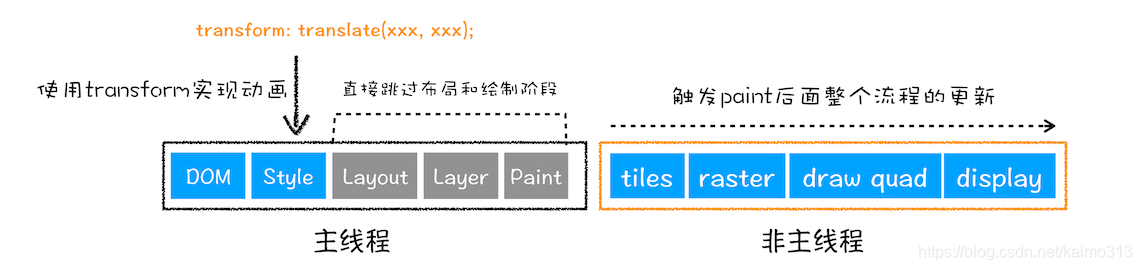 transform: translate(xxx, xxx);
使用transform实现动画
直接跳过布局和绘制阶段
触发paint后面整个流程的更新
DOM Style Layout Layer Paint
tiles raster draw quad display
主线程
非主线程
https://blog.csdn.net/kaimo313